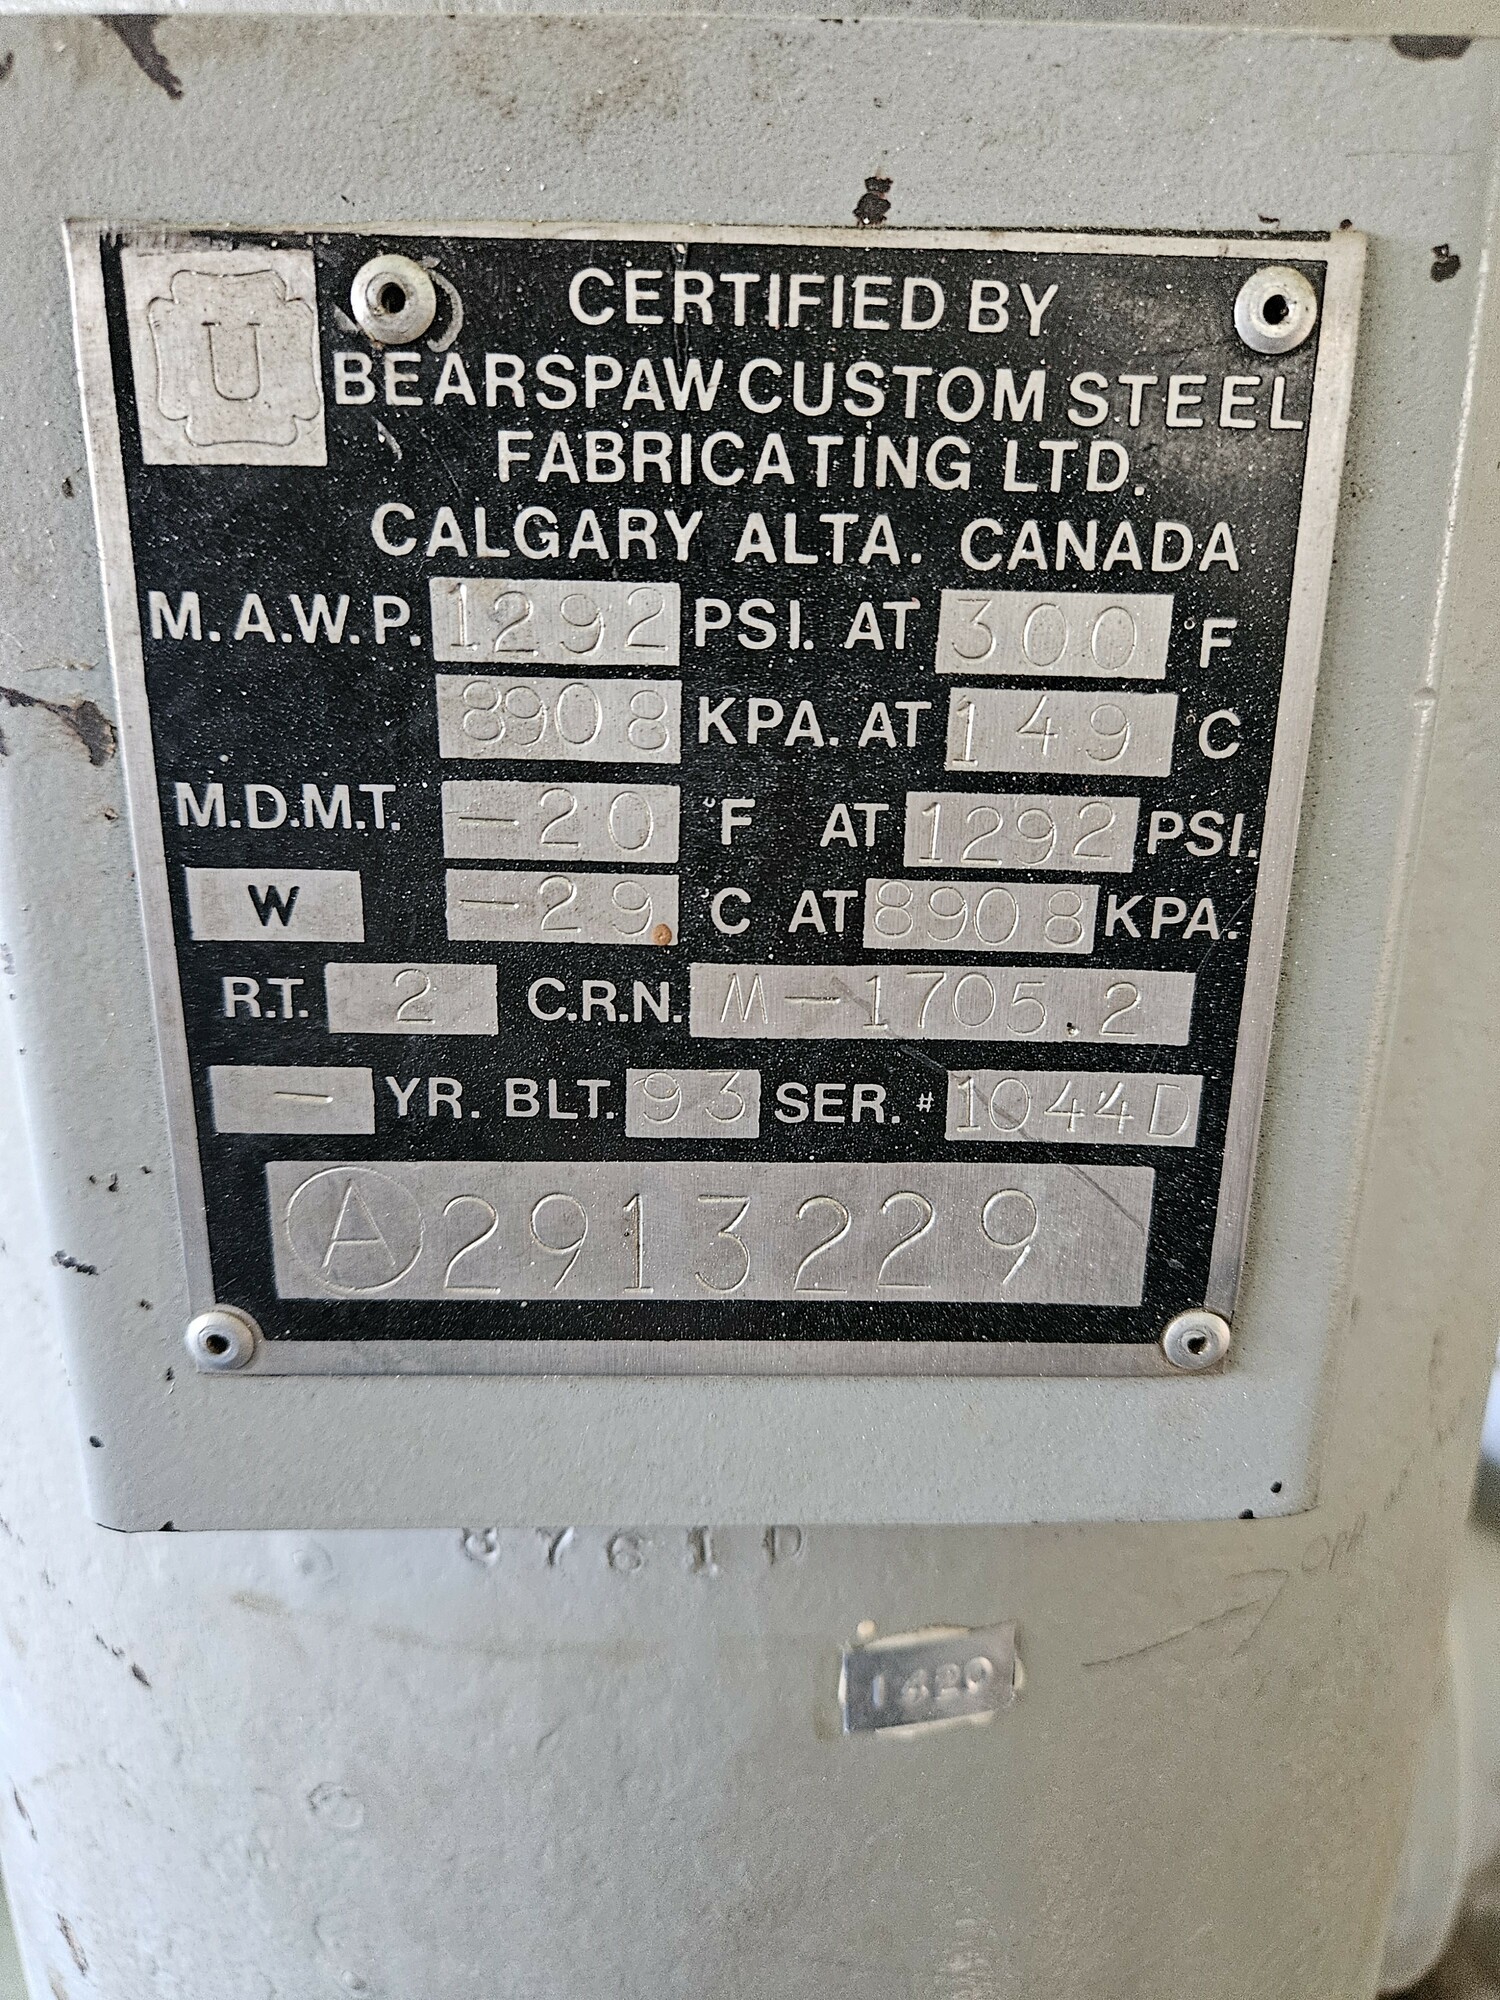 U
CERTIFIED BY
BEARSPAW CUSTOM STEEL
FABRICATING LTD.
CALGARY ALTA. CANADA
M.A.W.P. 1292 PSI. AT 300 °F
8908 KPA. AT 149 °C
M.D.M.T. -20 °F AT 1292 PSI.
W -29 °C AT 8908 KPA.
R.T. 2 C.R.N. M-1705.2
- YR. BLT. 93 SER. # 1044D
A 2913229
1420